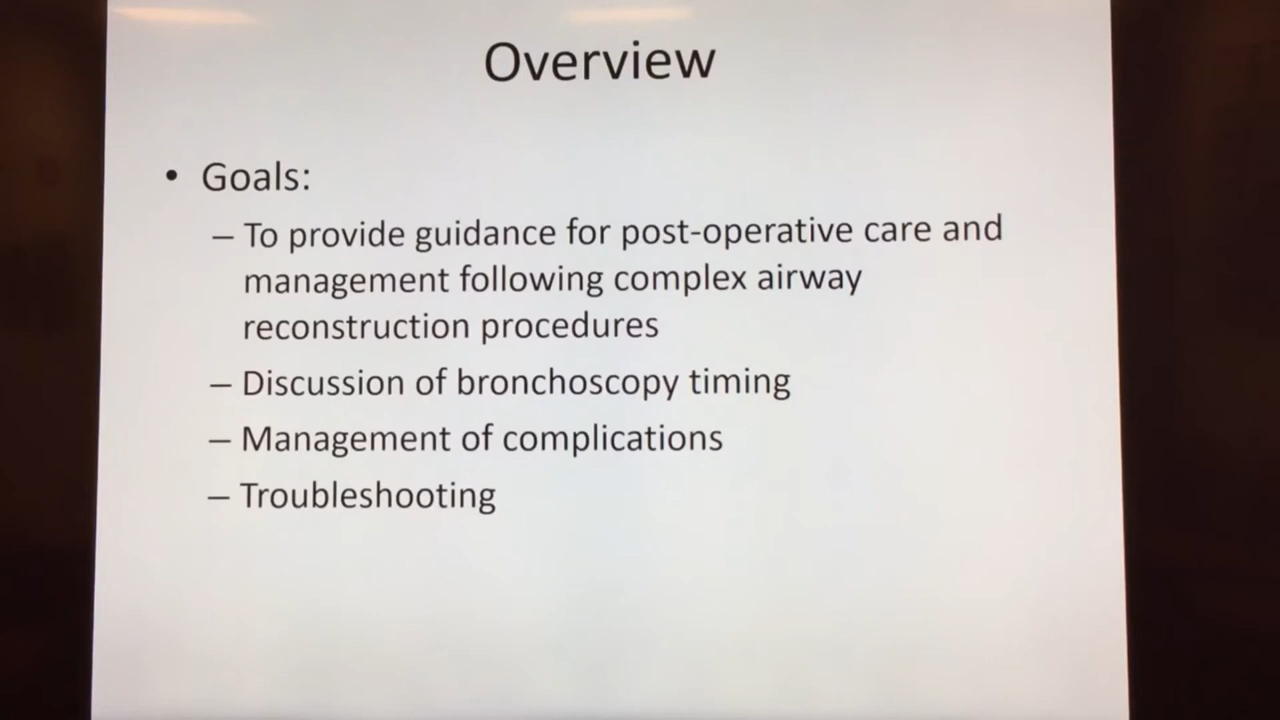 Overview
• Goals:
– To provide guidance for post-operative care and
management following complex airway
reconstruction procedures
– Discussion of bronchoscopy timing
– Management of complications
– Troubleshooting